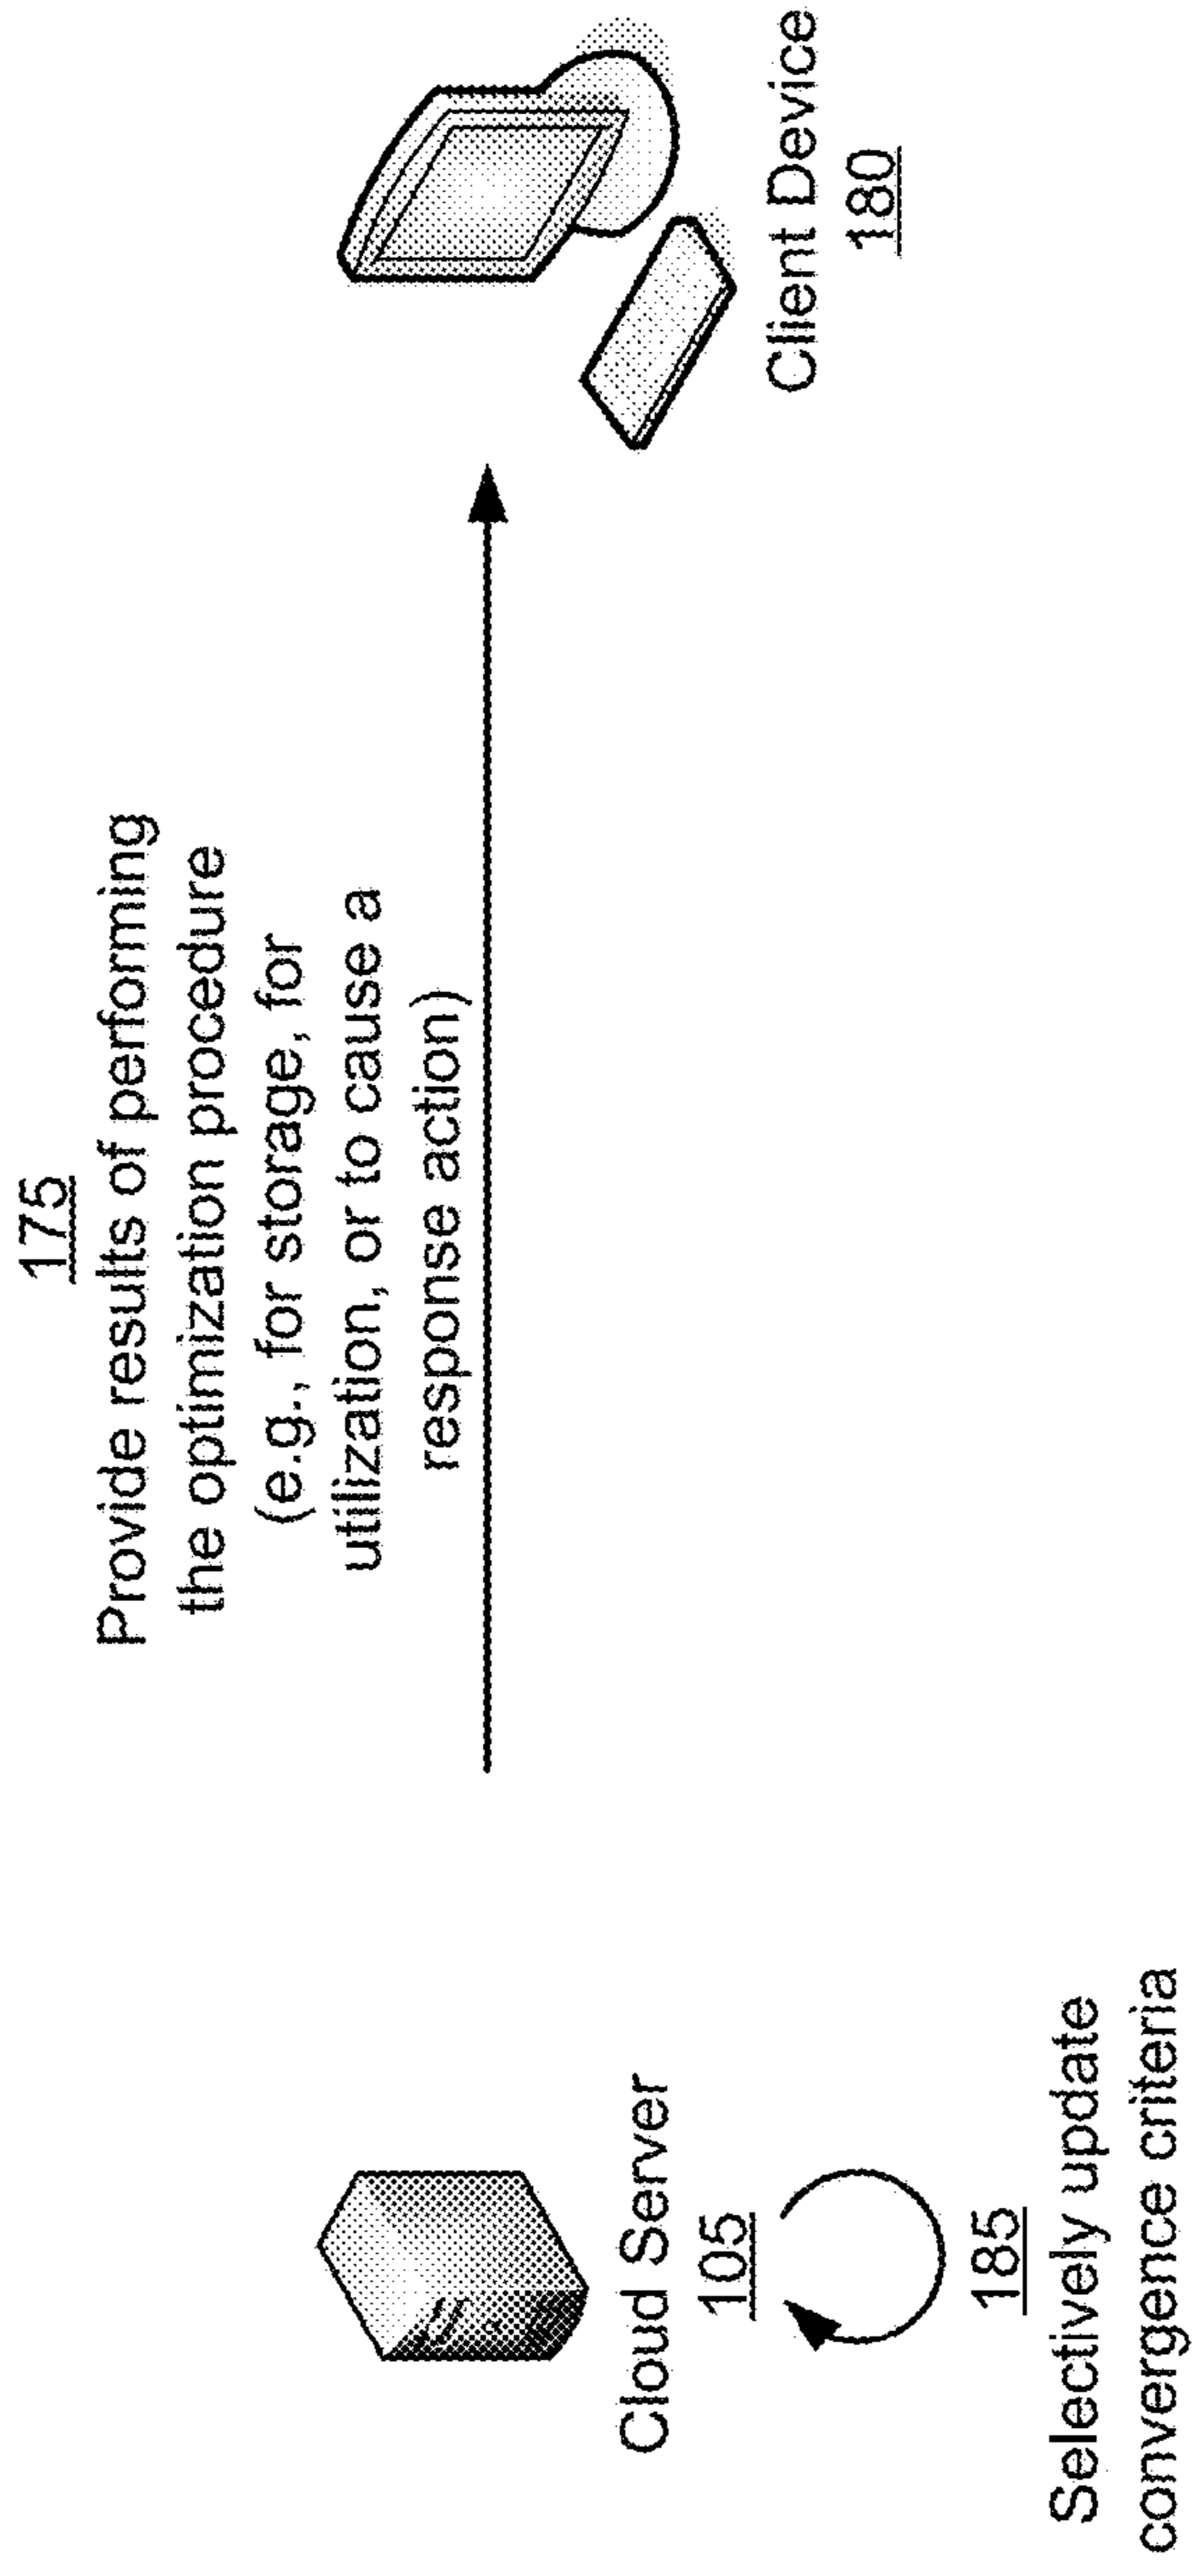 175
Provide results of performing
the optimization procedure
(e.g., for storage, for
utilization, or to cause a
response action)
Cloud Server
105
185
Selectively update
convergence criteria
Client Device
180